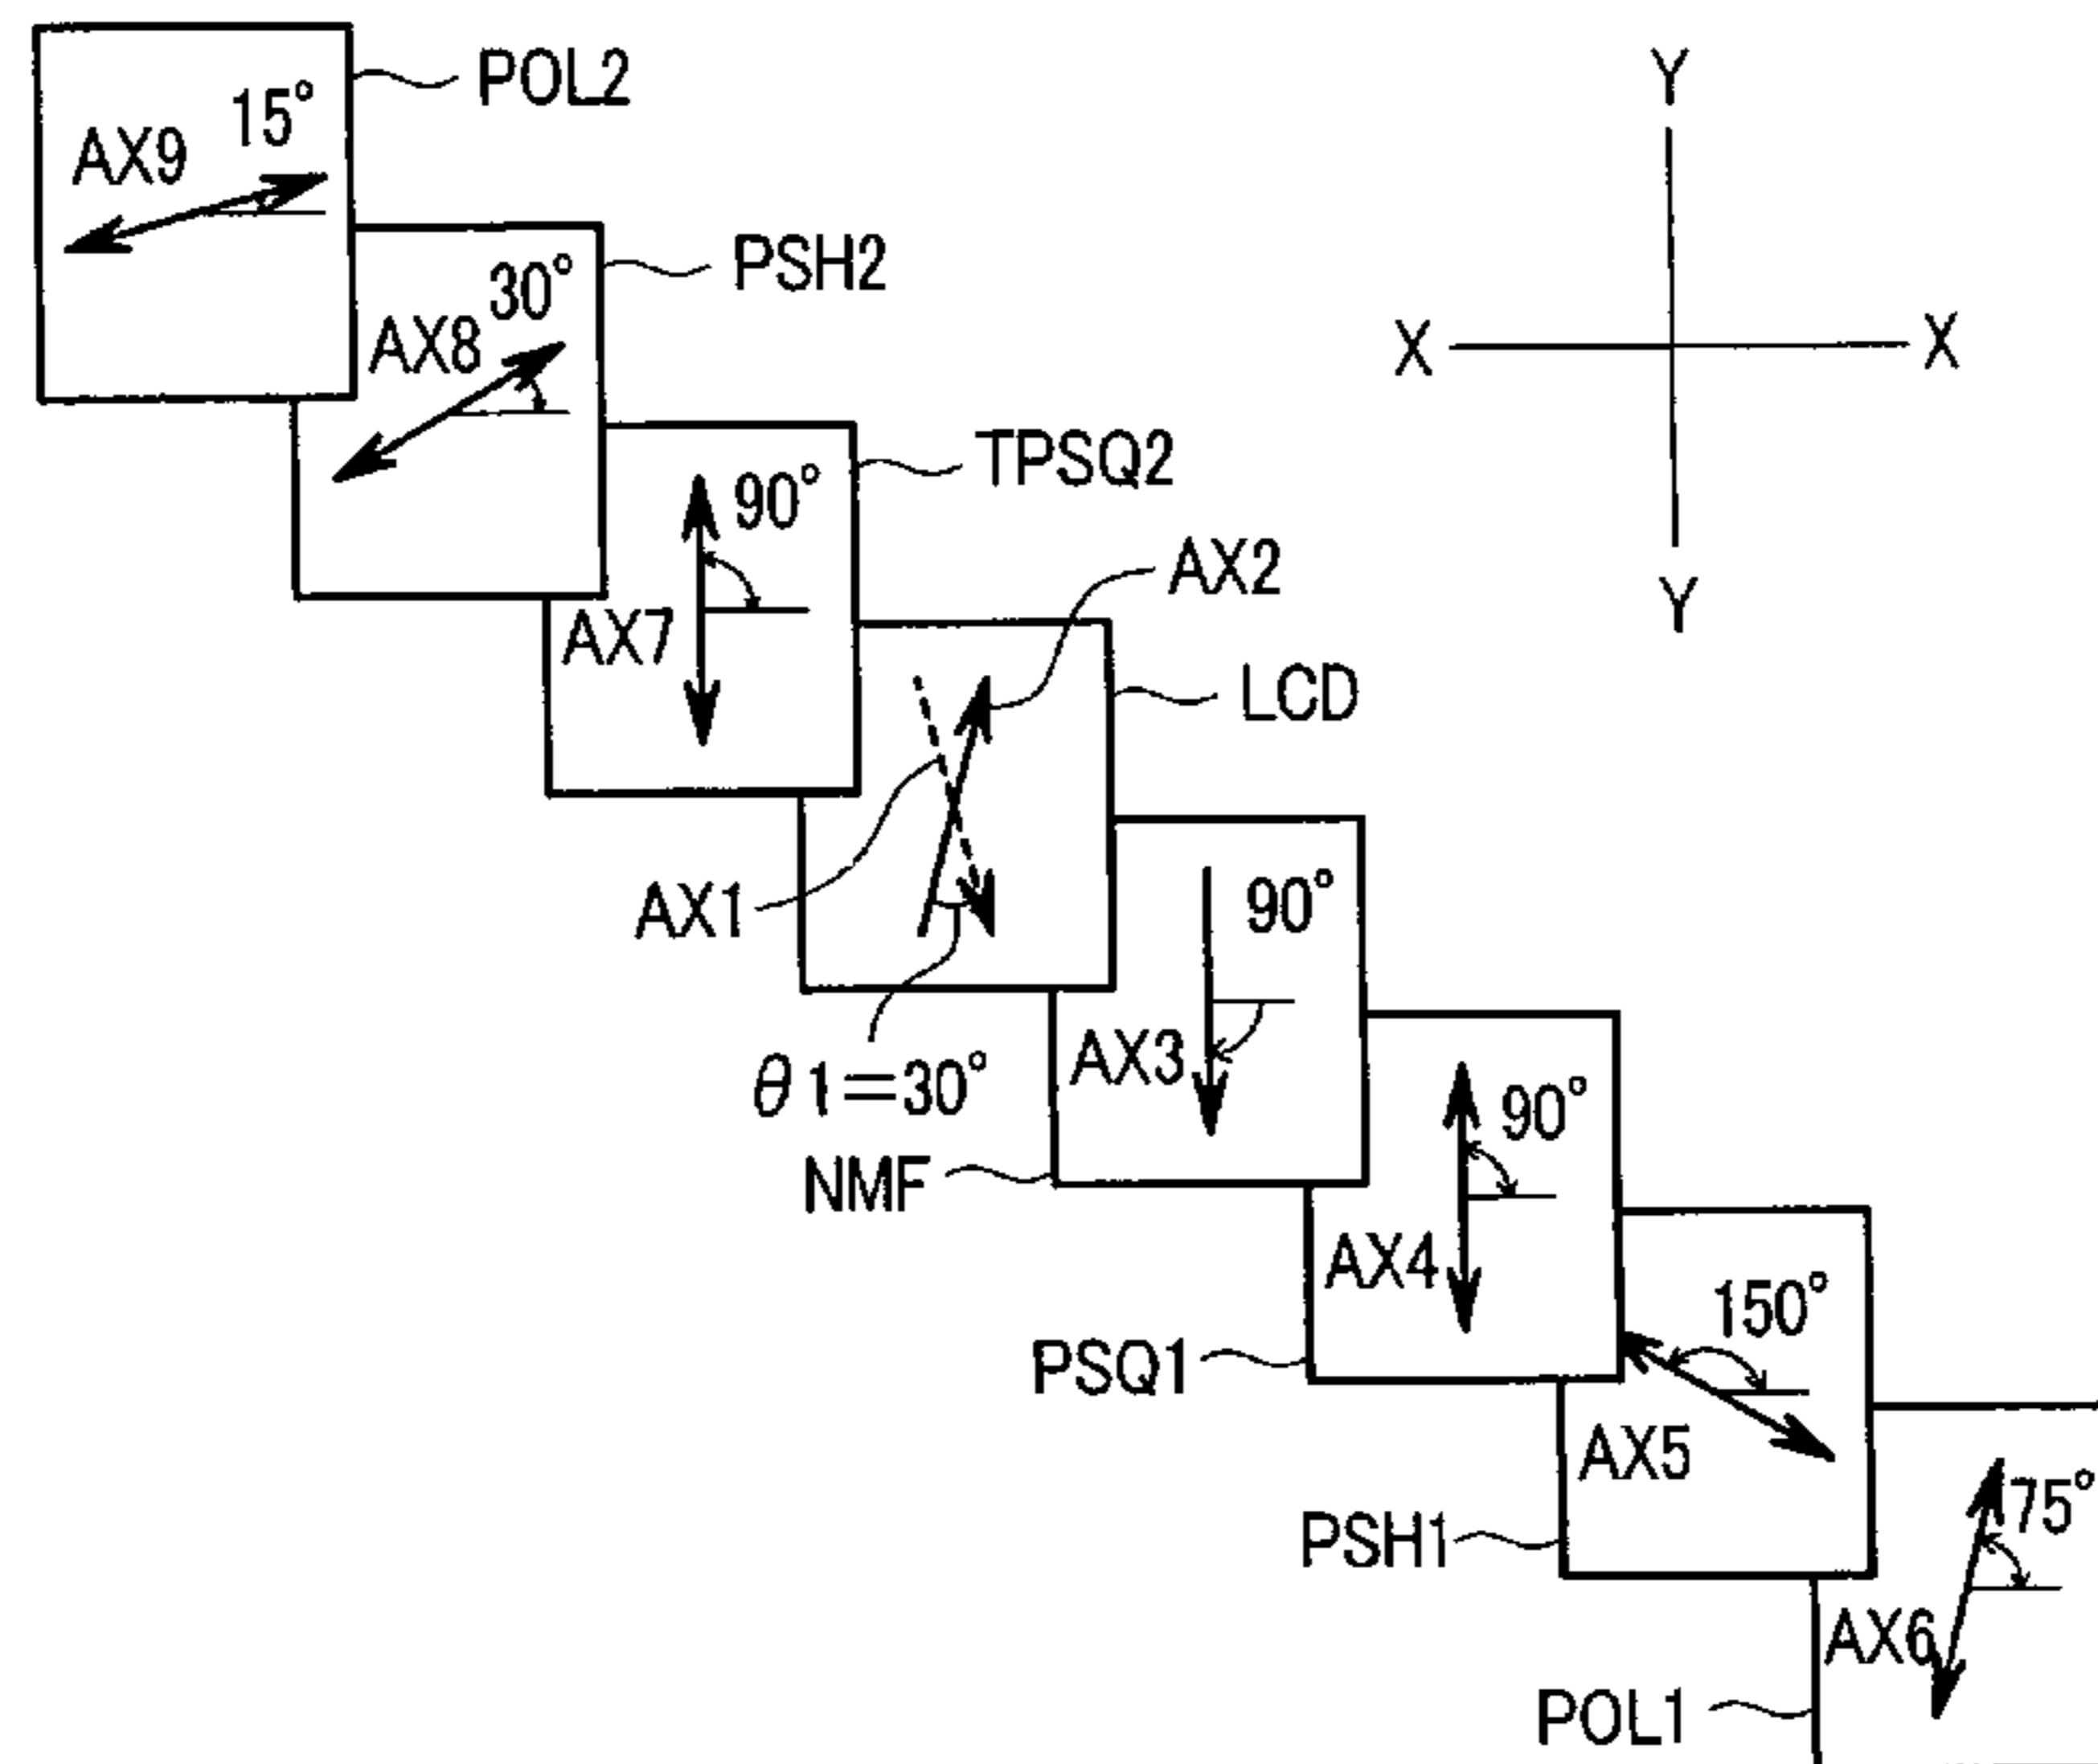 POL2
15°
AX9
Y
PSH2
30°
AX8
X
X
TPSQ2
90°
AX2
Y
AX7
LCD
AX1
90°
AX3
θ1=30°
90°
NMF
AX4
150°
PSQ1
AX5
75°
PSH1
AX6
POL1